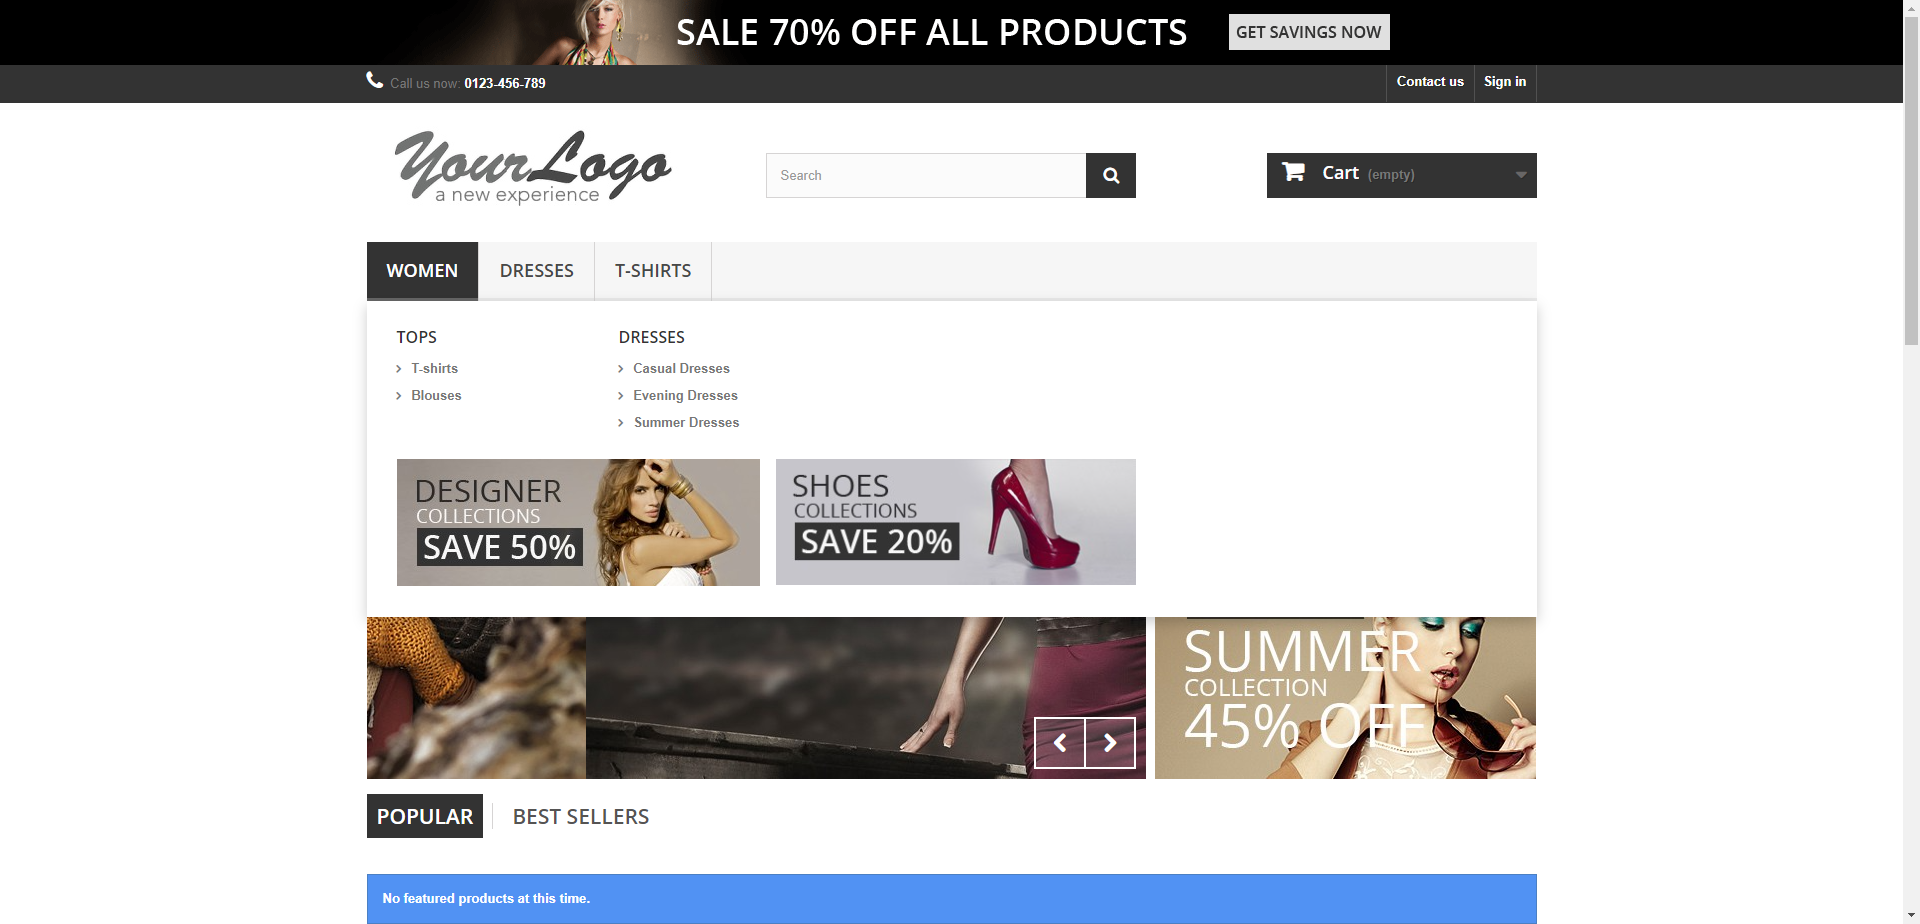 SALE 70% OFF ALL PRODUCTS
GET SAVINGS NOW
Call us now: 0123-456-789
Contact us
Sign in
YourLogo
a new experience
Search
Cart (empty)
WOMEN
DRESSES
T-SHIRTS
TOPS
T-shirts
Blouses
DRESSES
Casual Dresses
Evening Dresses
Summer Dresses
DESIGNER
COLLECTIONS
SAVE 50%
SHOES
COLLECTIONS
SAVE 20%
SUMMER
COLLECTION
45% OFF
POPULAR
BEST SELLERS
No featured products at this time.